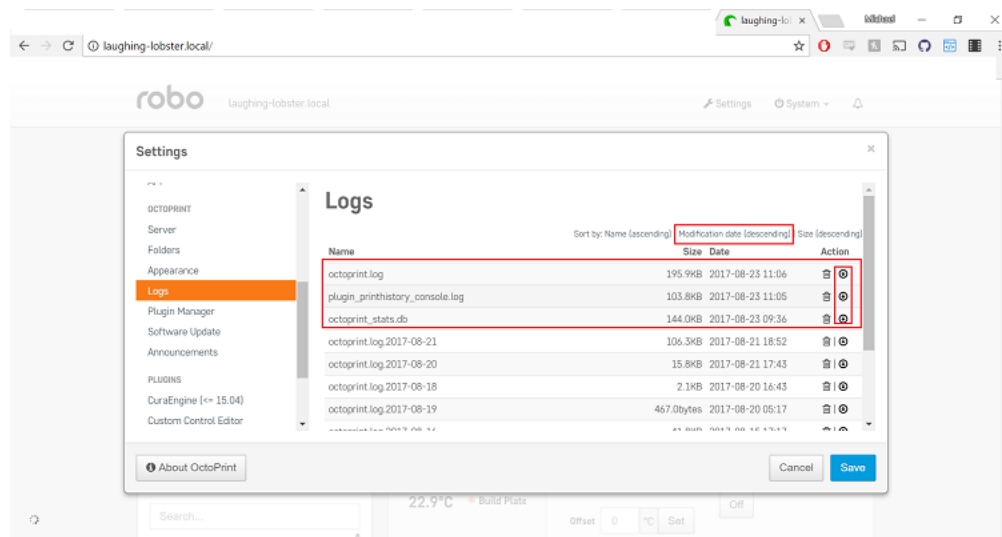 laughing-lo
Michael
laughing-lobster.local/
robo
laughing-lobster.local
Settings
System
Settings
OCTOPRINT
Server
Folders
Appearance
Logs
Plugin Manager
Software Update
Announcements
PLUGINS
CuraEngine (<= 15.04)
Custom Control Editor
Logs
Sort by: Name (ascending) | Modification date (descending) | Size (descending)
Name Size Date Action
octoprint.log 195.9KB 2017-08-23 11:06
plugin_printhistory_console.log 103.8KB 2017-08-23 11:05
octoprint_stats.db 144.0KB 2017-08-23 09:36
octoprint.log.2017-08-21 106.3KB 2017-08-21 18:52 |
octoprint.log.2017-08-20 15.8KB 2017-08-21 17:43 |
octoprint.log.2017-08-18 2.1KB 2017-08-20 16:43 |
octoprint.log.2017-08-19 467.0bytes 2017-08-20 05:17 |
About OctoPrint
Cancel
Save
Search...
22.9°C Build Plate
Offset 0 °C Set
Off